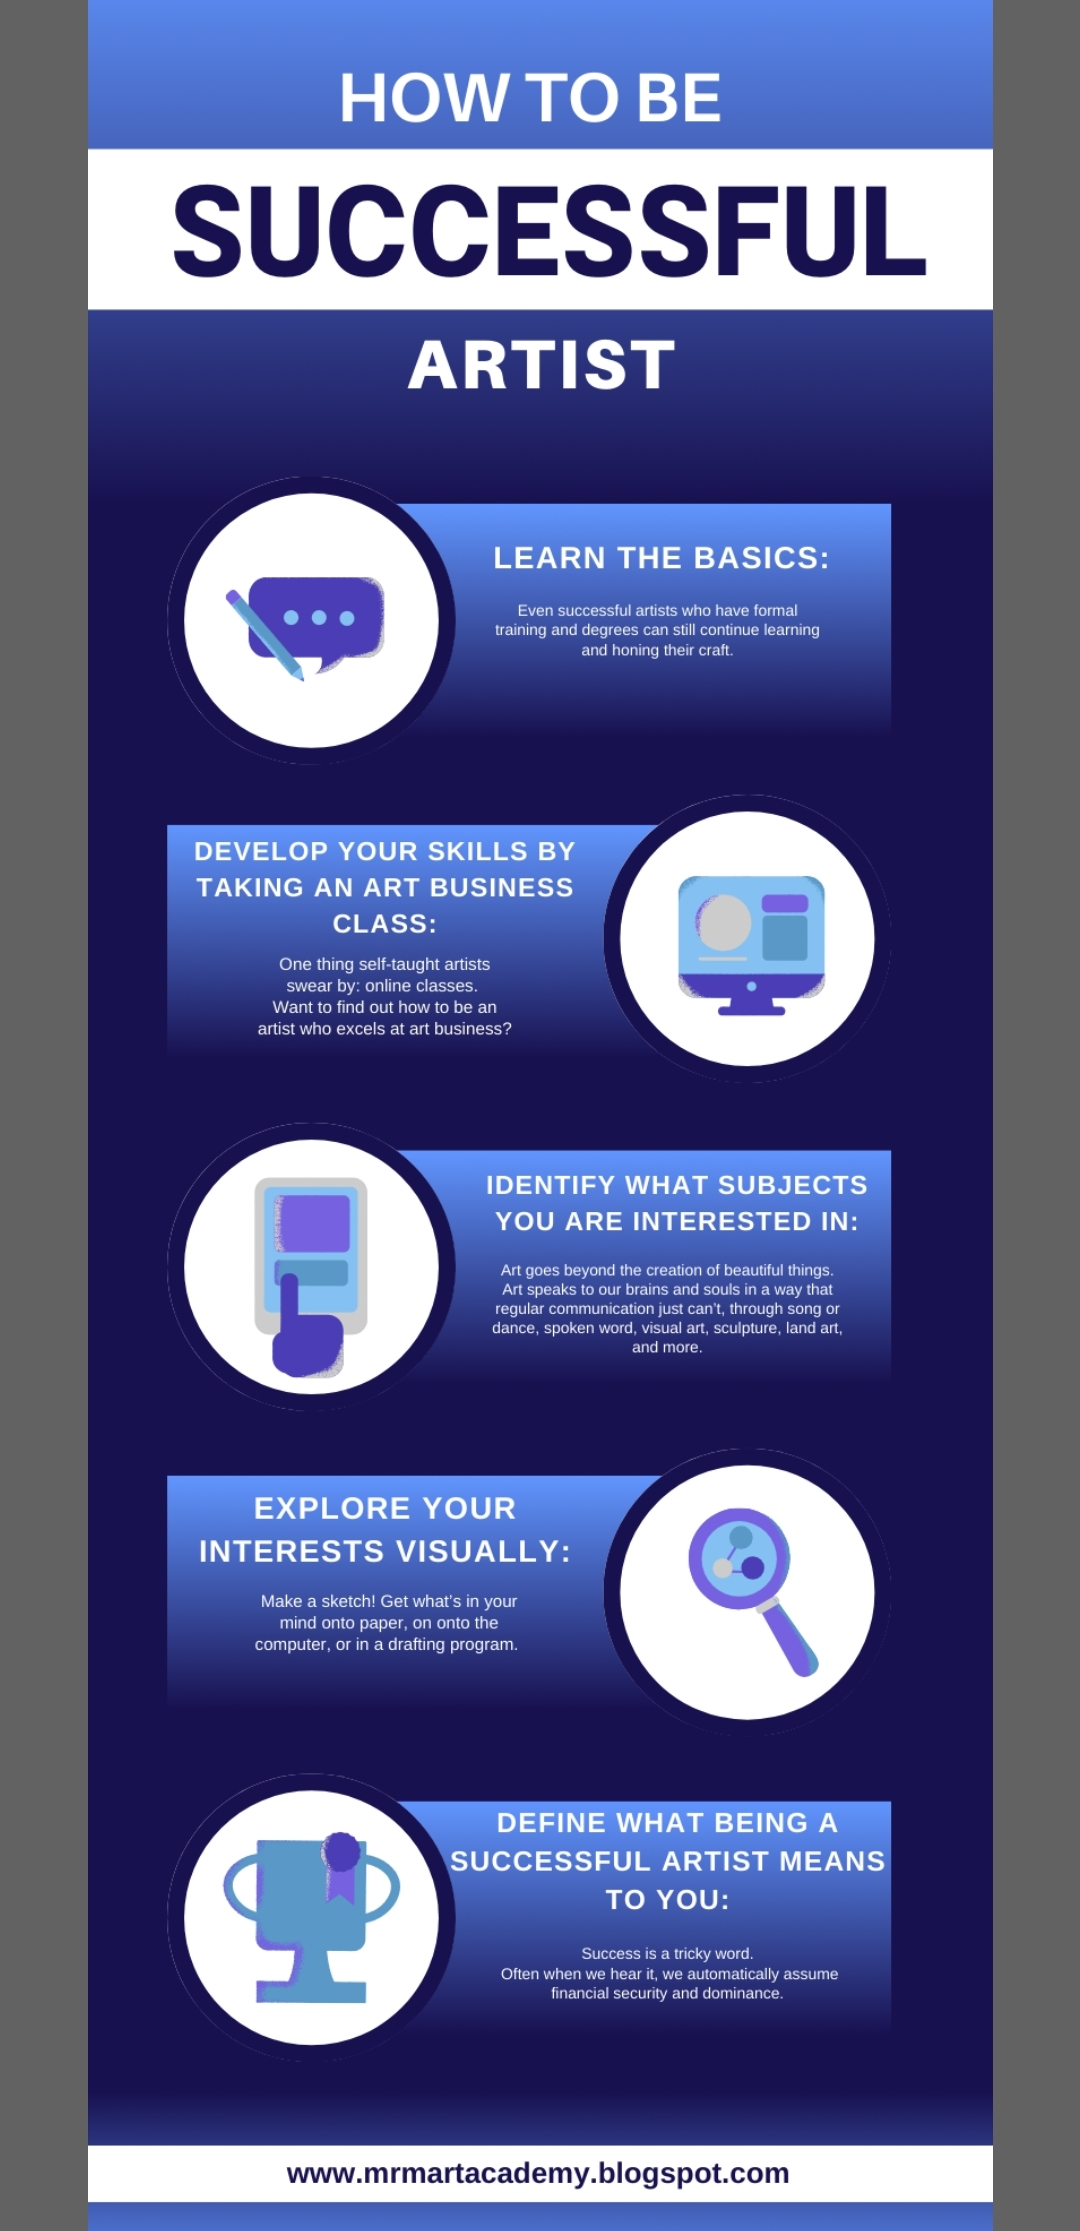 HOW TO BE
SUCCESSFUL
ARTIST
LEARN THE BASICS:
Even successful artists who have formal
training and degrees can still continue learning
and honing their craft.
DEVELOP YOUR SKILLS BY
TAKING AN ART BUSINESS
CLASS:
One thing self-taught artists
swear by: online classes.
Want to find out how to be an
artist who excels at art business?
IDENTIFY WHAT SUBJECTS
YOU ARE INTERESTED IN:
Art goes beyond the creation of beautiful things.
Art speaks to our brains and souls in a way that
regular communication just can’t, through song or
dance, spoken word, visual art, sculpture, land art,
and more.
EXPLORE YOUR
INTERESTS VISUALLY:
Make a sketch! Get what’s in your
mind onto paper, on onto the
computer, or in a drafting program.
DEFINE WHAT BEING A
SUCCESSFUL ARTIST MEANS
TO YOU:
Success is a tricky word.
Often when we hear it, we automatically assume
financial security and dominance.
www.mrmartacademy.blogspot.com